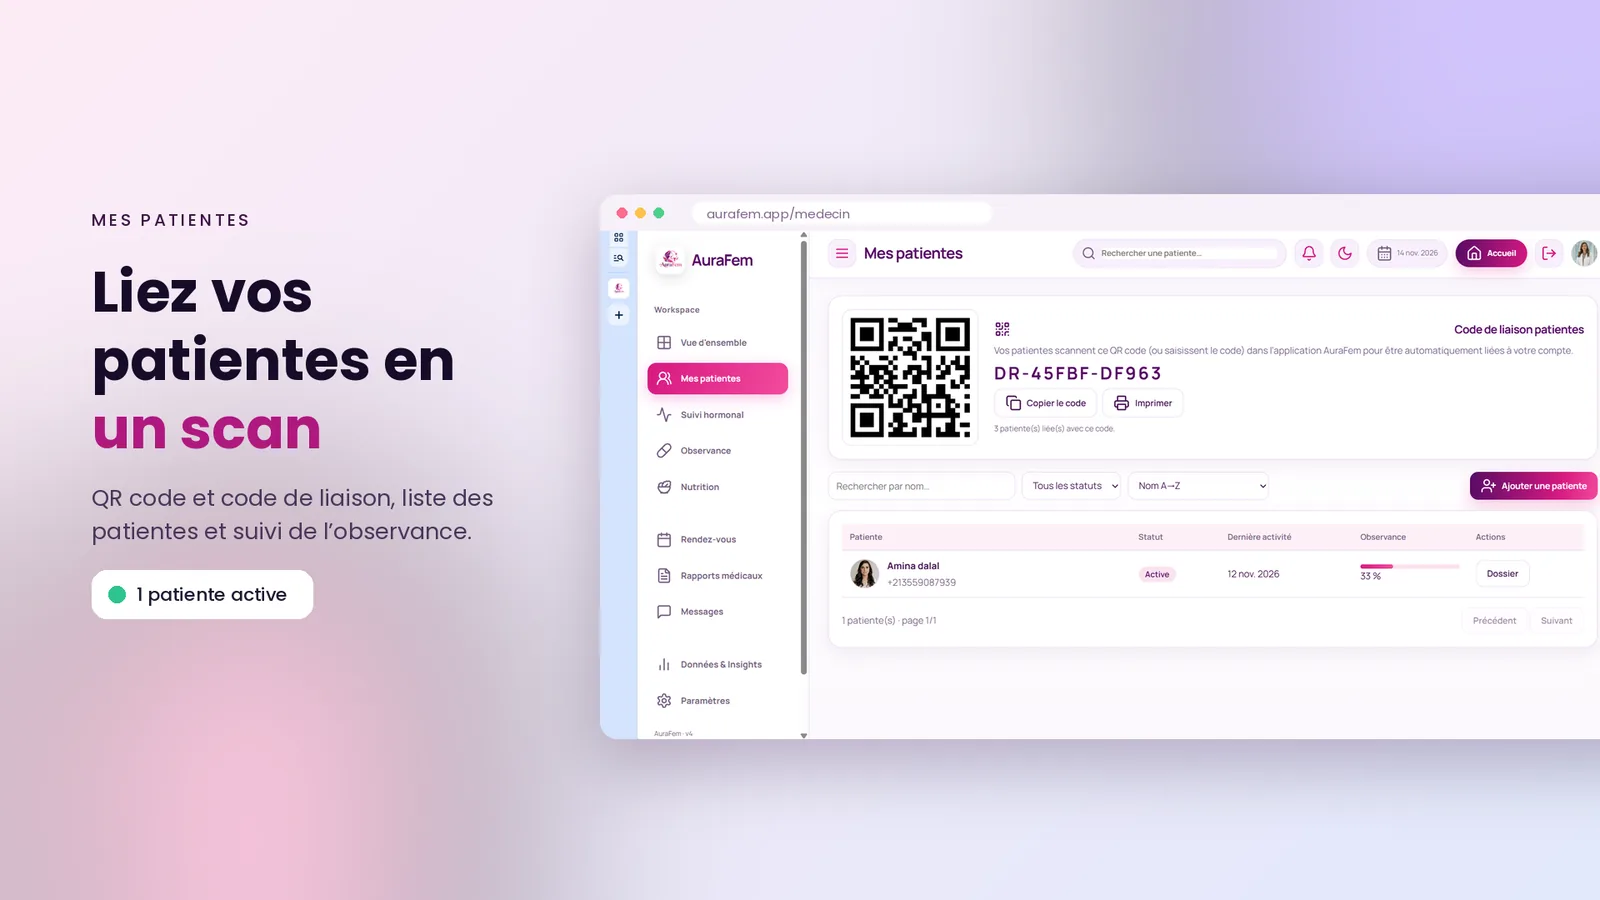 MES PATIENTES
Liez vos
patientes en
un scan
QR code et code de liaison, liste des
patientes et suivi de l’observance.
1 patiente active
aurafem.app/medecin
AuraFem
Workspace
Vue d'ensemble
Mes patientes
Suivi hormonal
Observance
Nutrition
Rendez-vous
Rapports médicaux
Messages
Données & Insights
Paramètres
AuraFem · v4
Mes patientes
Rechercher une patiente...
14 nov. 2026
Accueil
Code de liaison patientes
Vos patientes scannent ce QR code (ou saisissent le code) dans l'application AuraFem pour être automatiquement liées à votre compte.
DR-45FBF-DF963
Copier le code
Imprimer
3 patiente(s) liée(s) avec ce code.
Rechercher par nom...
Tous les statuts
Nom A→Z
Ajouter une patiente
Patiente Statut Dernière activité Observance Actions
Amina dalal
+213559087939
Active
12 nov. 2026
33 %
Dossier
1 patiente(s) · page 1/1
Précédent
Suivant